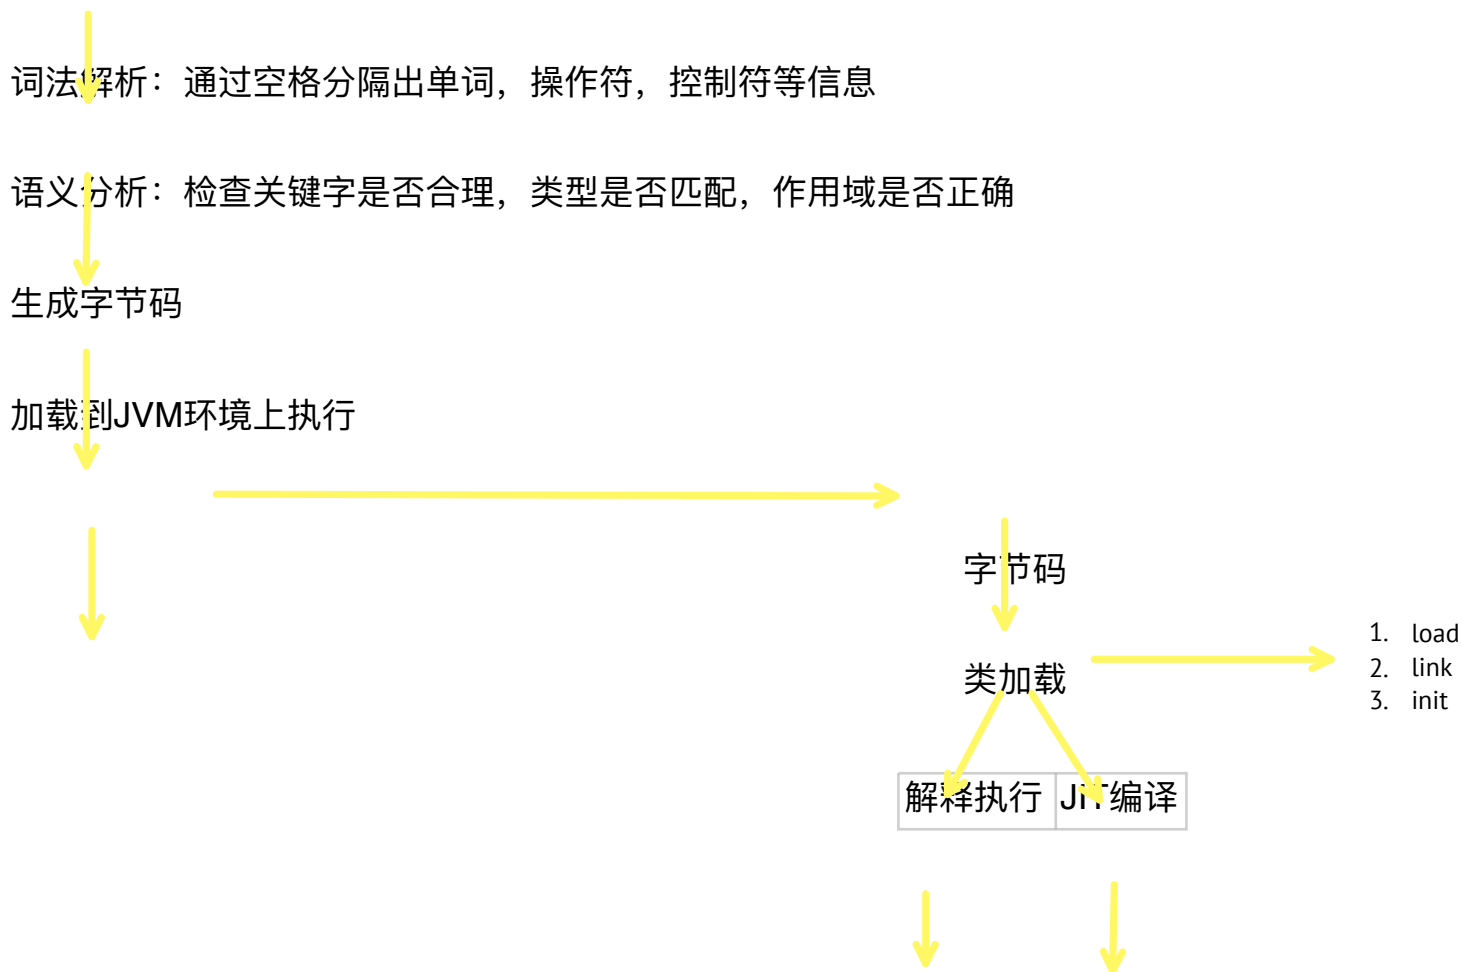 词法解析：通过空格分隔出单词，操作符，控制符等信息
语义分析：检查关键字是否合理，类型是否匹配，作用域是否正确
生成字节码
加载到JVM环境上执行
字节码
类加载
1. load
2. link
3. init
解释执行 JIT编译